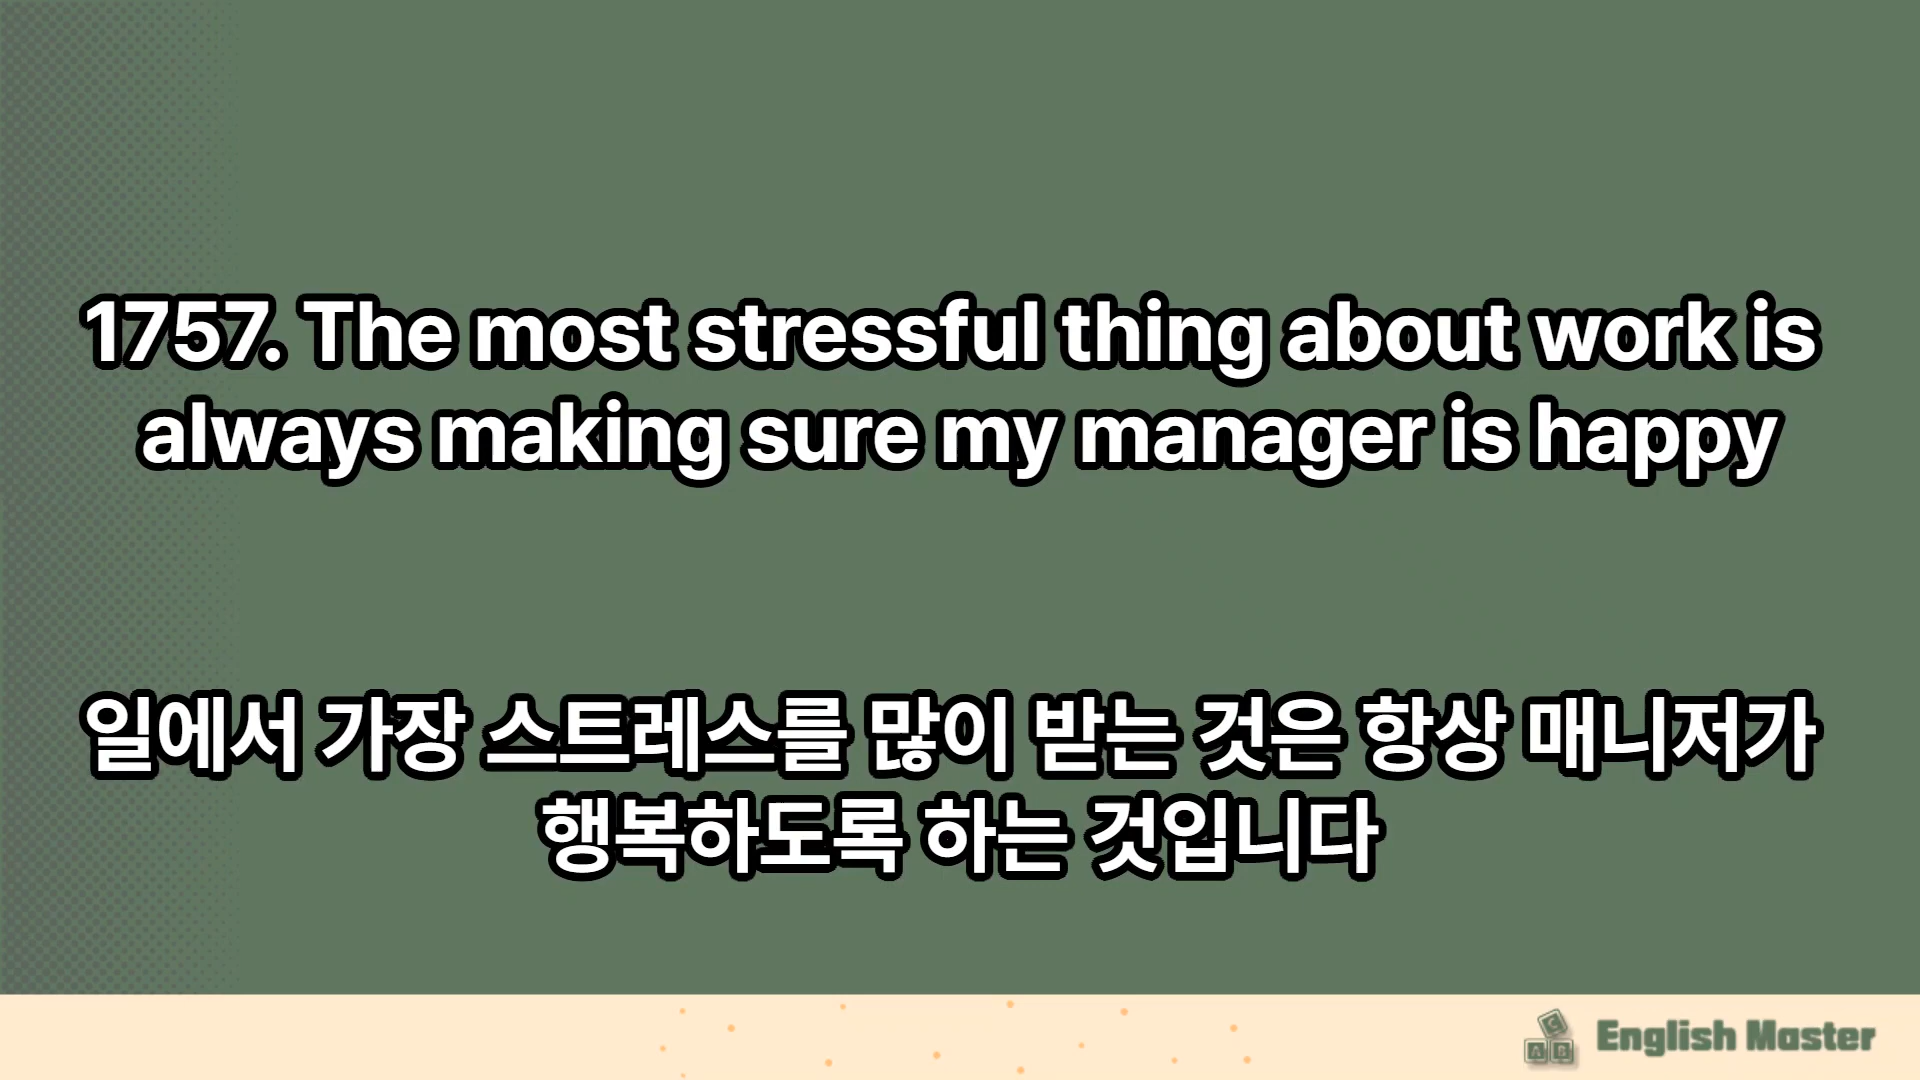 1757. The most stressful thing about work is
always making sure my manager is happy
일에서 가장 스트레스를 많이 받는 것은 항상 매니저가
행복하도록 하는 것입니다
C
A B
English Master